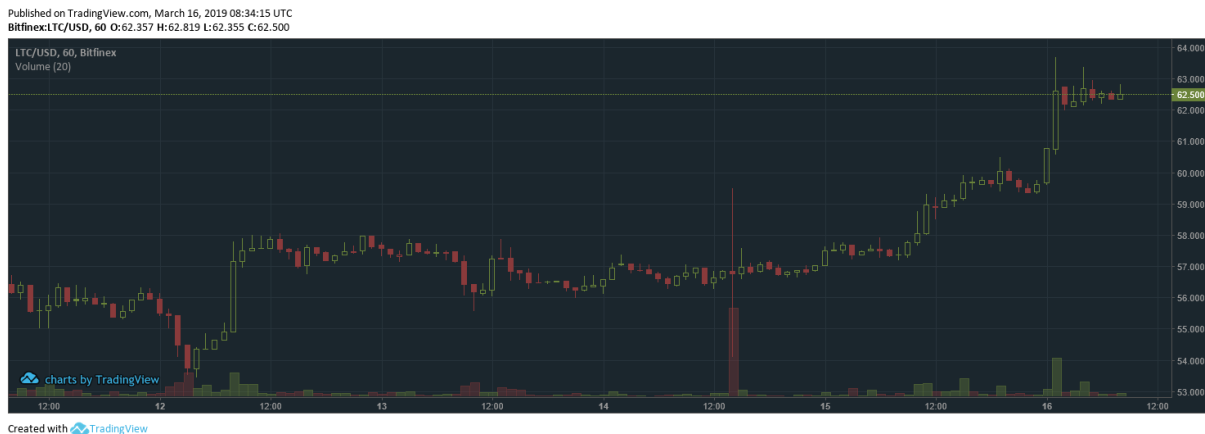 Published on TradingView.com, March 16, 2019 08:34:15 UTC
Bitfinex:LTC/USD, 60 O:62.357 H:62.819 L:62.355 C:62.500
LTC/USD, 60, Bitfinex
Volume (20)
64.000
63.000
62.500
62.000
61.000
60.000
59.000
58.000
57.000
56.000
55.000
54.000
53.000
charts by TradingView
12:00 12 12:00 13 12:00 14 12:00 15 12:00 16 12:00
Created with TradingView